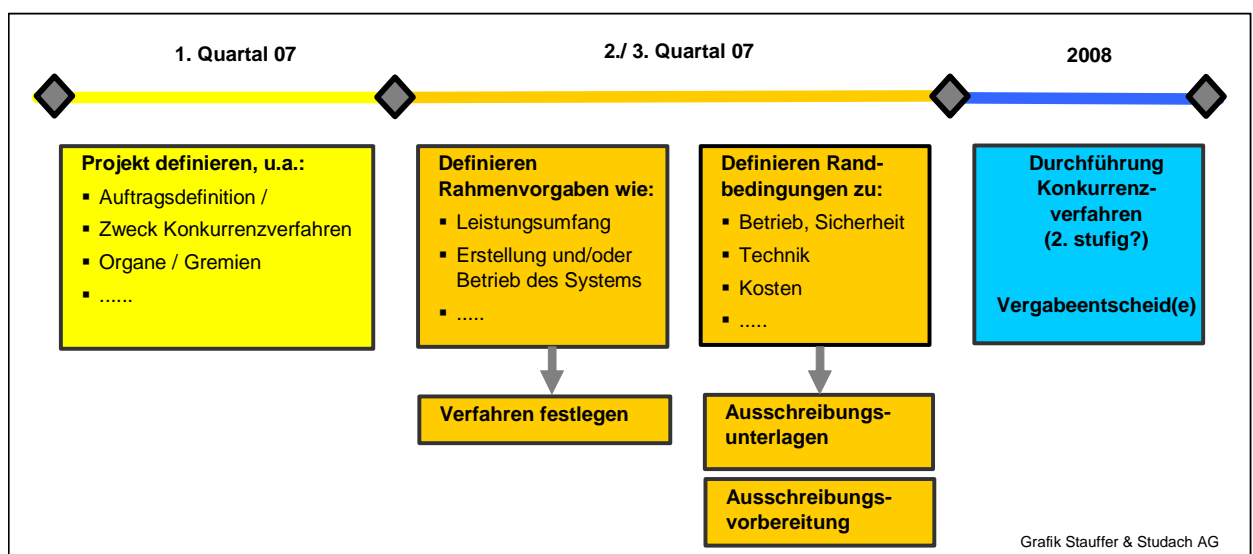 1. Quartal 07
2./ 3. Quartal 07
2008
Projekt definieren, u.a.:
▪ Auftragsdefinition /
▪ Zweck Konkurrenzverfahren
▪ Organe / Gremien
▪ ......
Definieren
Rahmenvorgaben wie:
▪ Leistungsumfang
▪ Erstellung und/oder
Betrieb des Systems
▪ .....
Verfahren festlegen
Definieren Rand-
bedingungen zu:
▪ Betrieb, Sicherheit
▪ Technik
▪ Kosten
▪ .....
Ausschreibungs-
unterlagen
Ausschreibungs-
vorbereitung
Durchführung
Konkurrenz-
verfahren
(2. stufig?)
Vergabeentscheid(e)
Grafik Stauffer & Studach AG